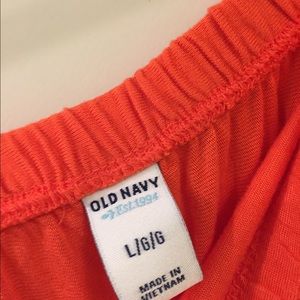 OLD NAVY
Est.1994
L/G/G
MADE IN
VIETNAM